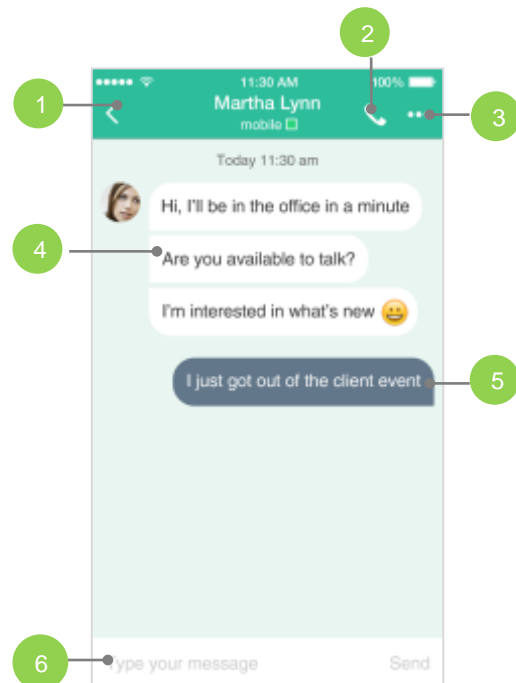 2
11:30 AM 100%
1
Martha Lynn
3
mobile
Today 11:30 am
Hi, I'll be in the office in a minute
4
Are you available to talk?
I'm interested in what's new 😀
I just got out of the client event
5
6
Type your message Send